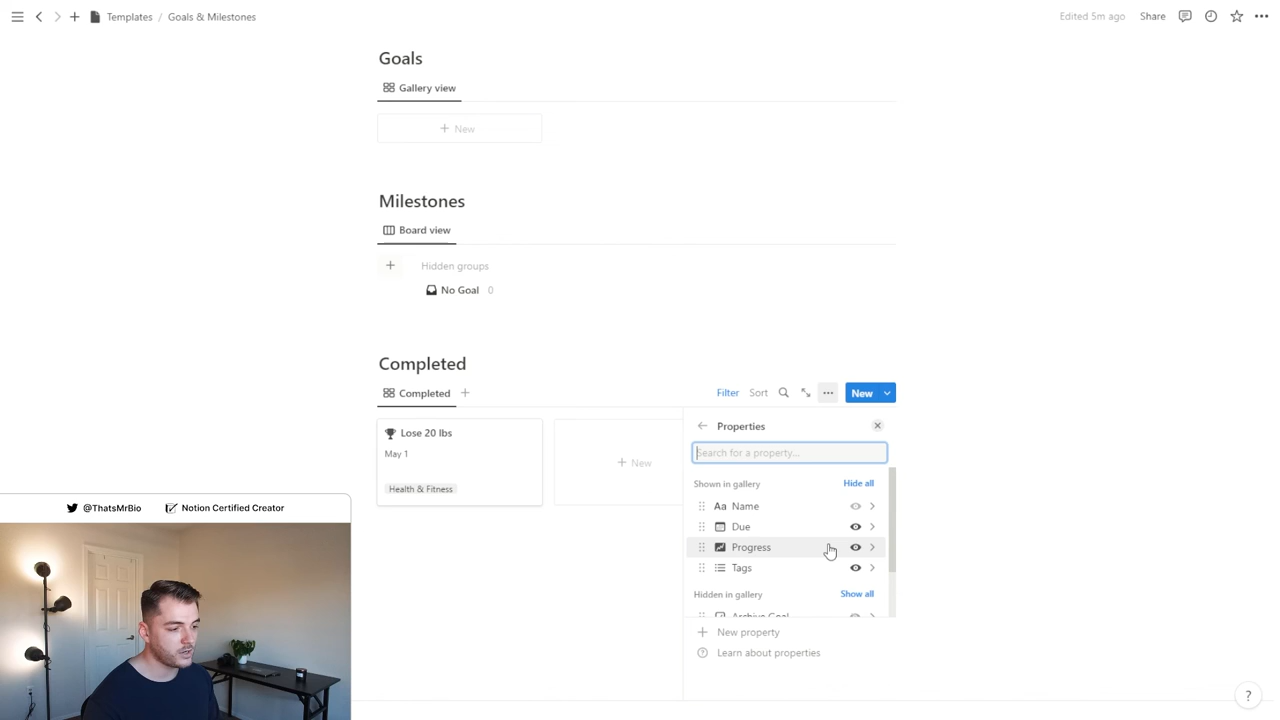 Templates / Goals & Milestones
Edited 5m ago Share
Goals
Gallery view
+ New
Milestones
Board view
+ Hidden groups
No Goal 0
Completed
Completed +
Filter Sort New
Lose 20 lbs
May 1
Health & Fitness
+ New
Properties
Search for a property...
Shown in gallery Hide all
Aa Name
Due
Progress
Tags
Hidden in gallery Show all
Archive Goal
+ New property
? Learn about properties
@ThatsMrBio Notion Certified Creator
?